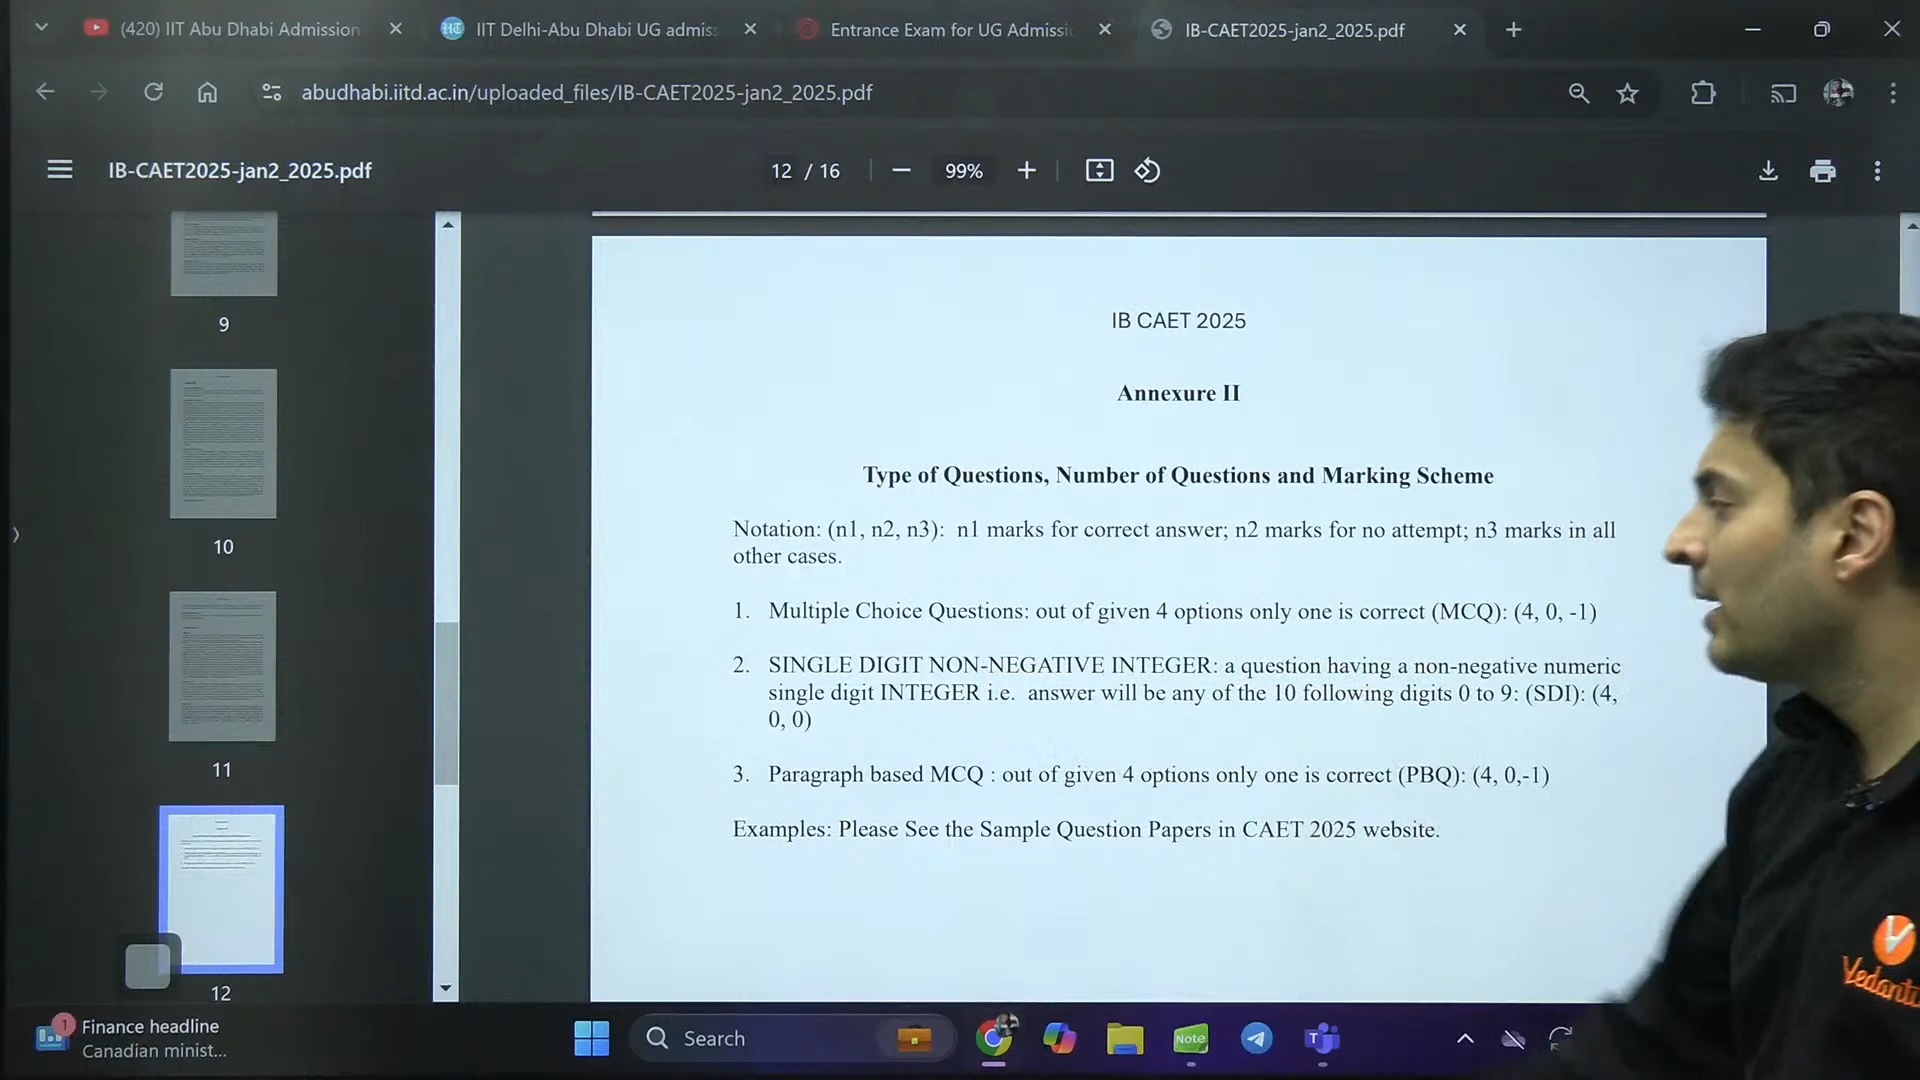 (420) IIT Abu Dhabi Admission
IIT Delhi-Abu Dhabi UG admiss
Entrance Exam for UG Admissi
IB-CAET2025-jan2_2025.pdf
abudhabi.iitd.ac.in/uploaded_files/IB-CAET2025-jan2_2025.pdf
IB-CAET2025-jan2_2025.pdf
12 / 16
99%
9
10
11
12
IB CAET 2025
Annexure II
Type of Questions, Number of Questions and Marking Scheme
Notation: (n1, n2, n3): n1 marks for correct answer; n2 marks for no attempt; n3 marks in all
other cases.
1. Multiple Choice Questions: out of given 4 options only one is correct (MCQ): (4, 0, -1)
2. SINGLE DIGIT NON-NEGATIVE INTEGER: a question having a non-negative numeric
single digit INTEGER i.e. answer will be any of the 10 following digits 0 to 9: (SDI): (4,
0, 0)
3. Paragraph based MCQ : out of given 4 options only one is correct (PBQ): (4, 0,-1)
Examples: Please See the Sample Question Papers in CAET 2025 website.
Vedantu
1
Finance headline
Canadian minist...
Search
Note